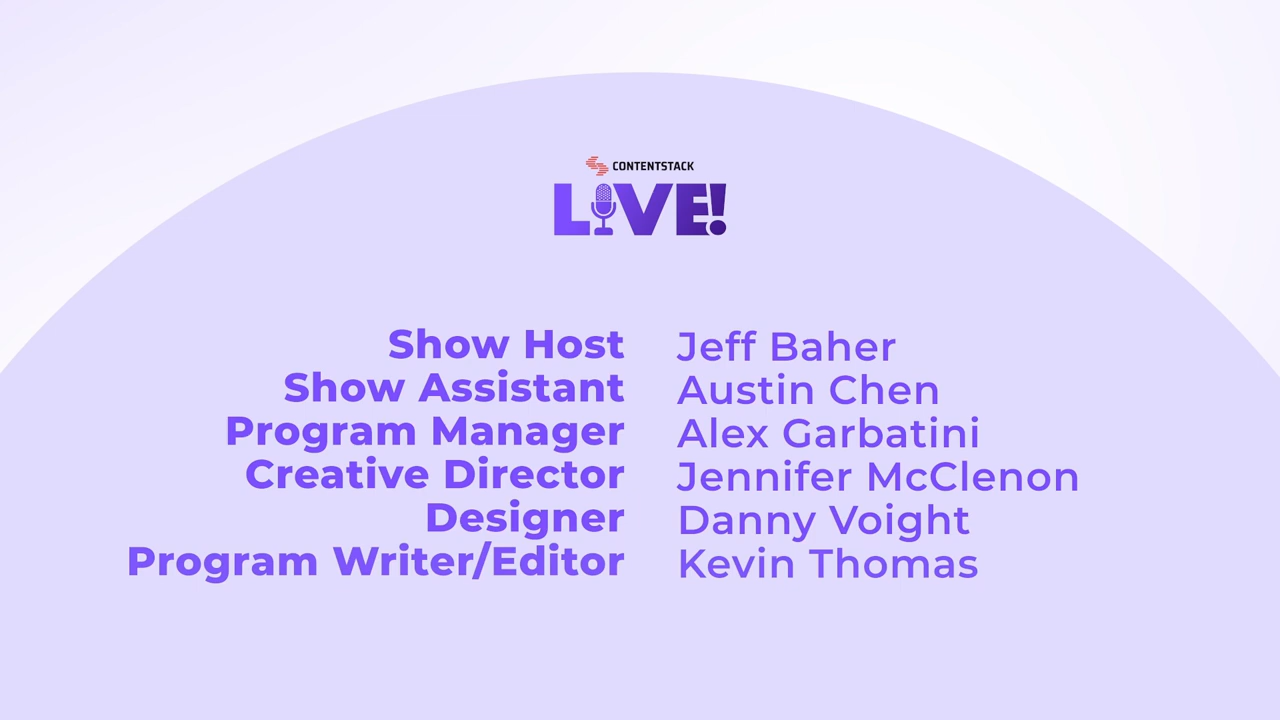 CONTENTSTACK
LIVE!
Show Host Jeff Baher
Show Assistant Austin Chen
Program Manager Alex Garbatini
Creative Director Jennifer McClenon
Designer Danny Voight
Program Writer/Editor Kevin Thomas